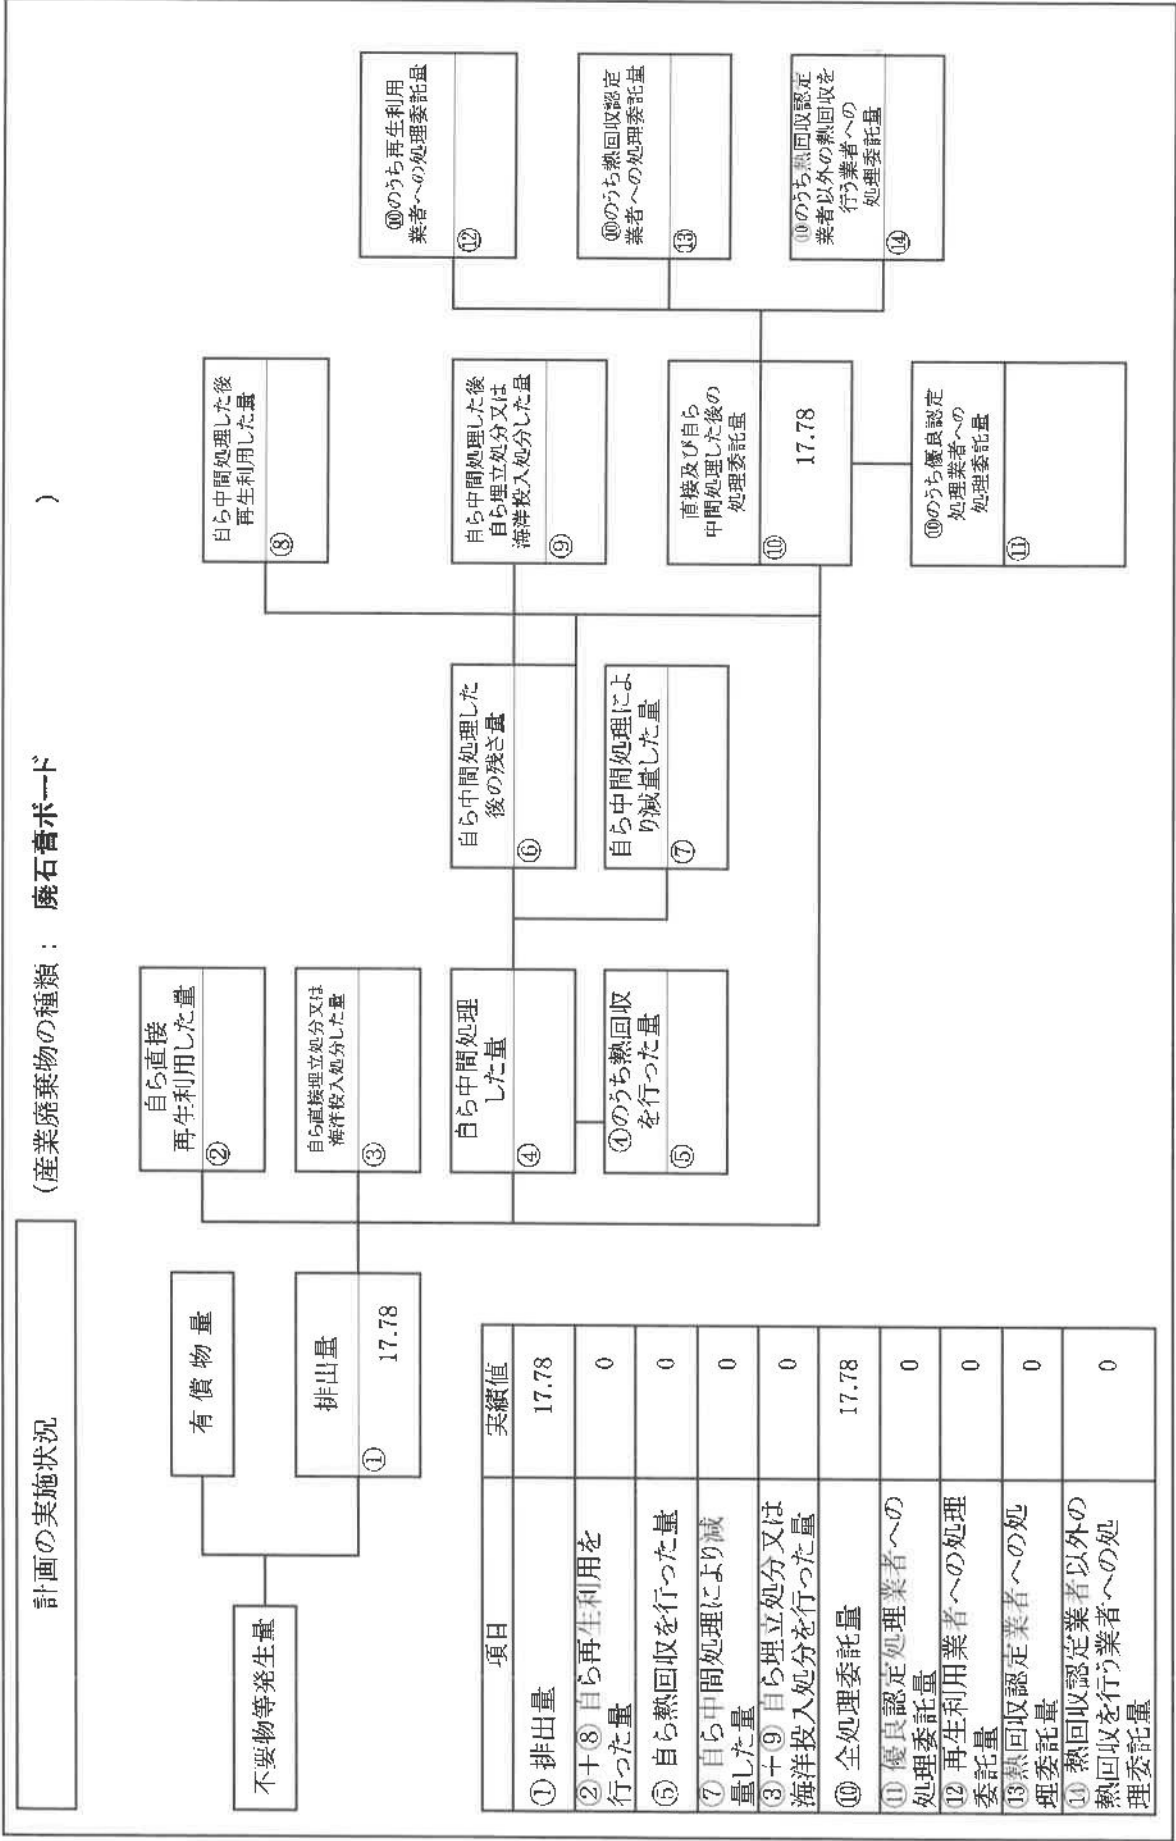 計画の実施状況
(産業廃棄物の種類： 廃石膏ボード )
不要物等発生量
有償物量
排出量
①
17.78
自ら直接
再生利用した量
②
自ら直接埋立処分又は
海洋投入処分した量
③
自ら中間処理
した量
④
④のうち熱回収
を行った量
⑤
自ら中間処理した
後の残さ量
⑥
自ら中間処理によ
り減量した量
⑦
自ら中間処理した後
再生利用した量
⑧
自ら中間処理した後
自ら埋立処分又は
海洋投入処分した量
⑨
直接及び自ら
中間処理した後の
処理委託量
⑩
17.78
⑩のうち優良認定
処理業者への
処理委託量
⑪
⑩のうち再生利用
業者への処理委託量
⑫
⑩のうち熱回収認定
業者への処理委託量
⑬
⑩のうち熱回収認定
業者以外の熱回収を
行う業者への
処理委託量
⑭
項目 実績値
①排出量 17.78
②＋⑧自ら再生利用を
行った量 0
⑤自ら熱回収を行った量 0
⑦自ら中間処理により減
量した量 0
③＋⑨自ら埋立処分又は
海洋投入処分を行った量 0
⑩全処理委託量 17.78
⑪優良認定処理業者への
処理委託量 0
⑫再生利用業者への処理
委託量 0
⑬熱回収認定業者への処
理委託量 0
⑭熱回収認定業者以外の
熱回収を行う業者への処
理委託量 0